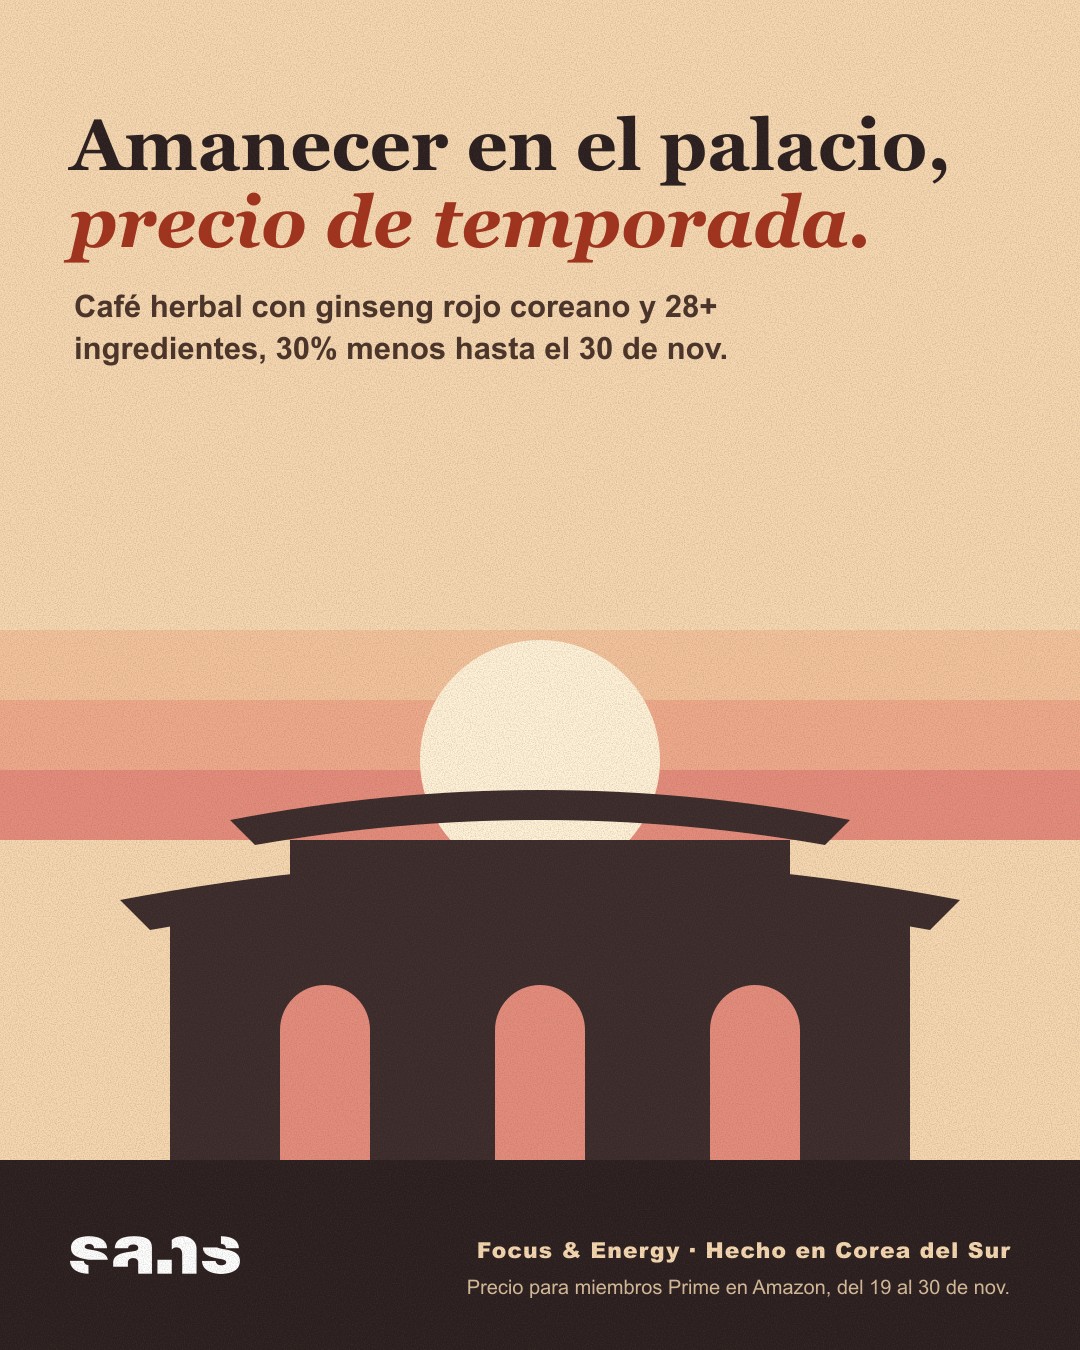 Amanecer en el palacio,
precio de temporada.
Café herbal con ginseng rojo coreano y 28+
ingredientes, 30% menos hasta el 30 de nov.
sans
Focus & Energy · Hecho en Corea del Sur
Precio para miembros Prime en Amazon, del 19 al 30 de nov.